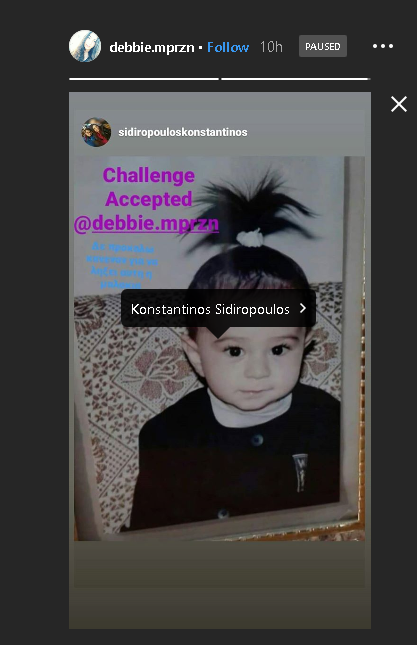 debbie.mprzn • Follow 10h PAUSED
sidiropouloskonstantinos
Challenge
Accepted
@debbie.mprzn
Konstantinos Sidiropoulos